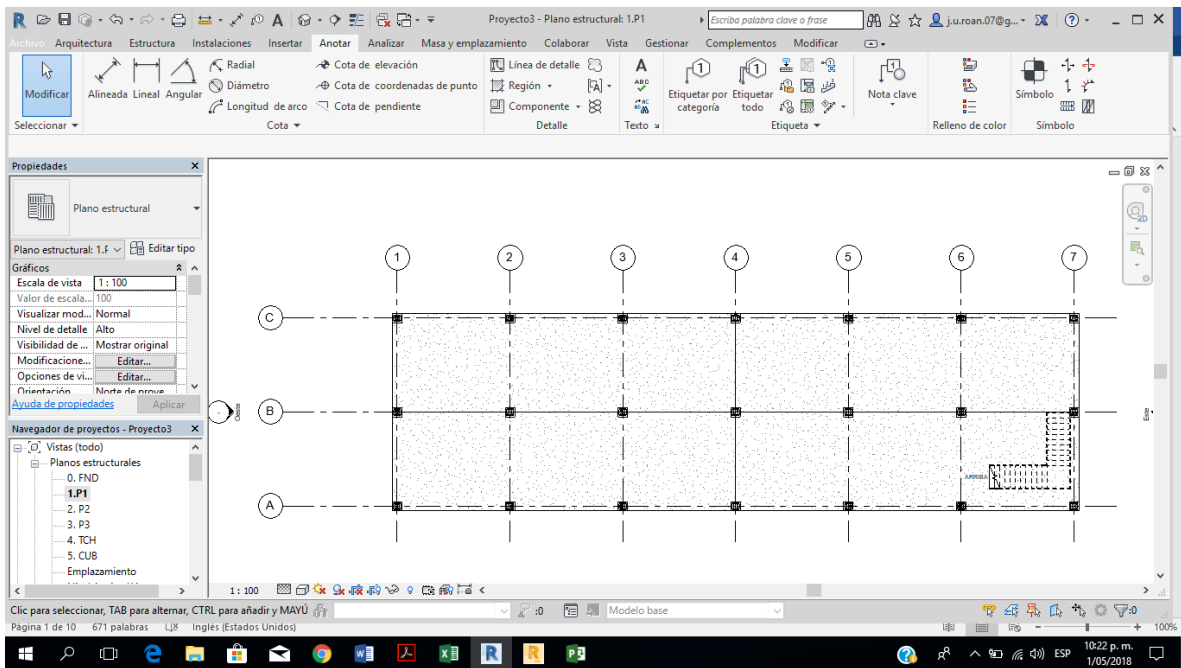 Proyecto3 - Plano estructural: 1.P1
Escriba palabra clave o frase
j.u.roan.07@g...
Archivo Arquitectura Estructura Instalaciones Insertar Anotar Analizar Masa y emplazamiento Colaborar Vista Gestionar Complementos Modificar
Modificar
Alineada Lineal Angular
Radial
Diámetro
Longitud de arco
Cota de elevación
Cota de coordenadas de punto
Cota de pendiente
Línea de detalle
Región
Componente
A
ABC
Etiquetar por categoría
Etiquetar todo
Nota clave
Símbolo
Seleccionar
Cota
Detalle
Texto
Etiqueta
Relleno de color
Símbolo
Propiedades
Plano estructural
Plano estructural: 1.F
Editar tipo
Gráficos
Escala de vista 1 : 100
Valor de escala... 100
Visualizar mod... Normal
Nivel de detalle Alto
Visibilidad de ... Mostrar original
Modificacione... Editar...
Opciones de vi... Editar...
Orientación Norte de proye
Ayuda de propiedades Aplicar
Navegador de proyectos - Proyecto3
Vistas (todo)
Planos estructurales
0. FND
1.P1
2. P2
3. P3
4. TCH
5. CUB
Emplazamiento
2D
1 2 3 4 5 6 7
C
B
A
Oeste
Este
ARRIBA
1 : 100
Clic para seleccionar, TAB para alternar, CTRL para añadir y MAYÚ
:0
Modelo base
:0
Página 1 de 10 671 palabras Inglés (Estados Unidos)
100%
ESP
10:22 p. m.
1/05/2018